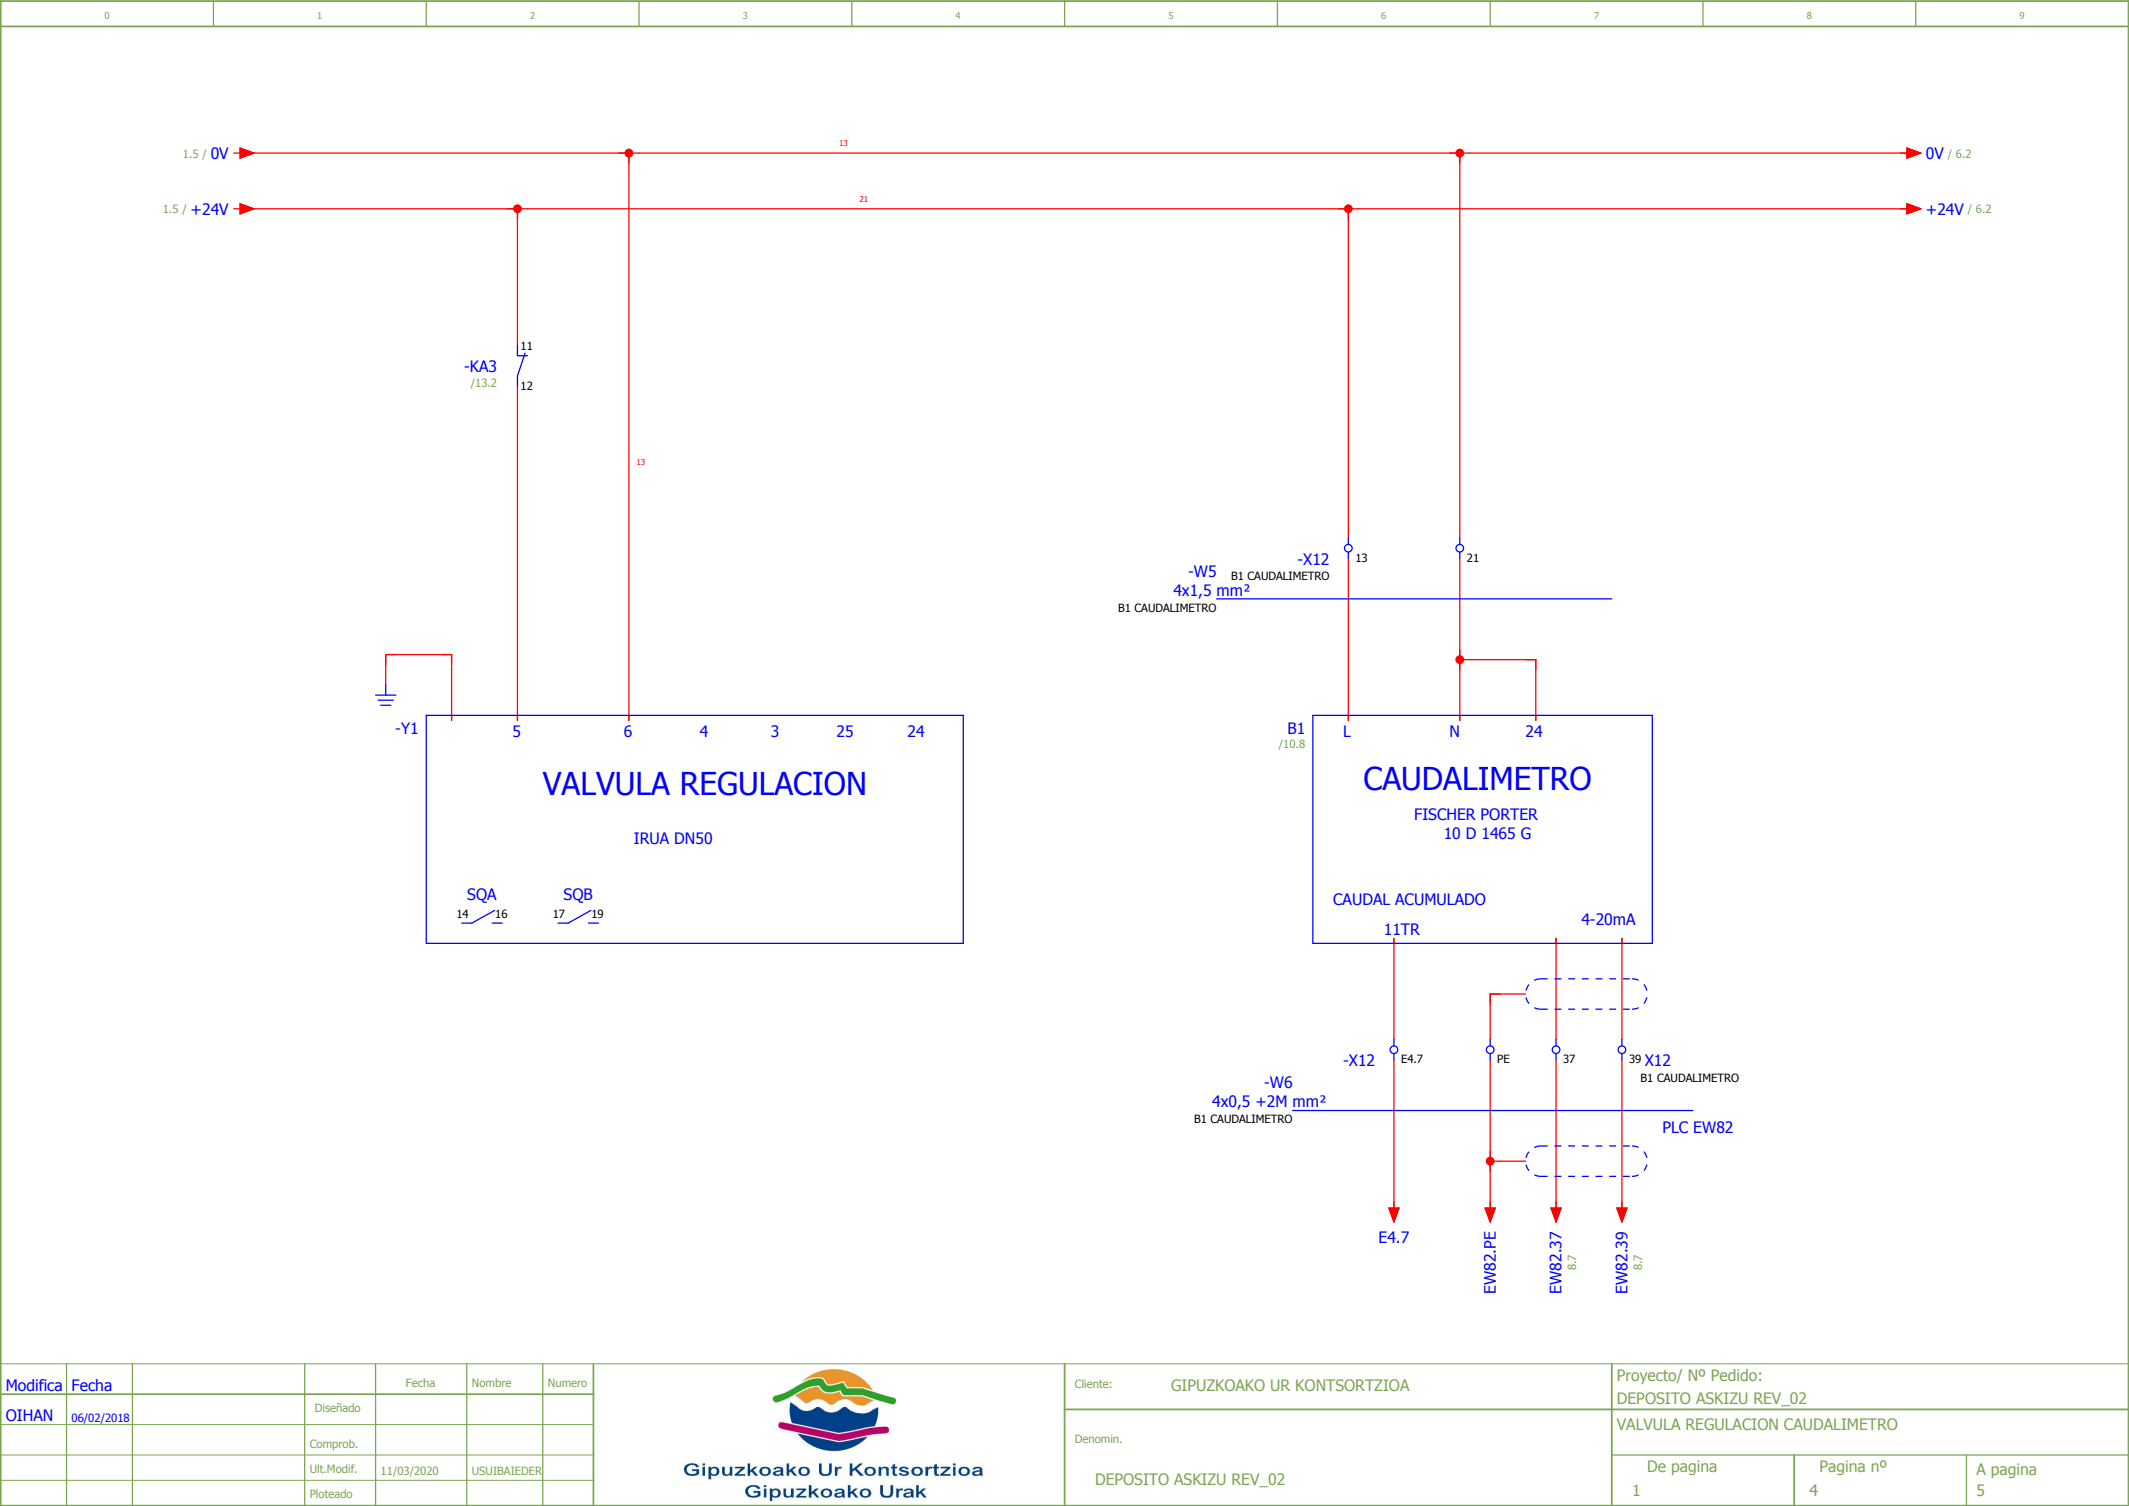 0 1 2 3 4 5 6 7 8 9
13
1.5 / 0V
0V / 6.2
21
1.5 / +24V
+24V / 6.2
11
-KA3
/13.2
12
13
-X12
13
21
B1 CAUDALIMETRO
-W5
4x1,5 mm²
B1 CAUDALIMETRO
-Y1
5 6 4 3 25 24
VALVULA REGULACION
IRUA DN50
SQA
14 16
SQB
17 19
B1
/10.8
L N 24
CAUDALIMETRO
FISCHER PORTER
10 D 1465 G
CAUDAL ACUMULADO
11TR
4-20mA
-X12
E4.7
PE
37
39
X12
B1 CAUDALIMETRO
-W6
4x0,5 +2M mm²
B1 CAUDALIMETRO
PLC EW82
E4.7
EW82.PE
EW82.37
8.7
EW82.39
8.7
Modifica Fecha
OIHAN 06/02/2018
Fecha Nombre Numero
Diseñado
Comprob.
Ult.Modif. 11/03/2020 USUIBAIEDER
Ploteado
Gipuzkoako Ur Kontsortzioa
Gipuzkoako Urak
Cliente: GIPUZKOAKO UR KONTSORTZIOA
Denomin.
DEPOSITO ASKIZU REV_02
Proyecto/ Nº Pedido:
DEPOSITO ASKIZU REV_02
VALVULA REGULACION CAUDALIMETRO
De pagina
1
Pagina nº
4
A pagina
5